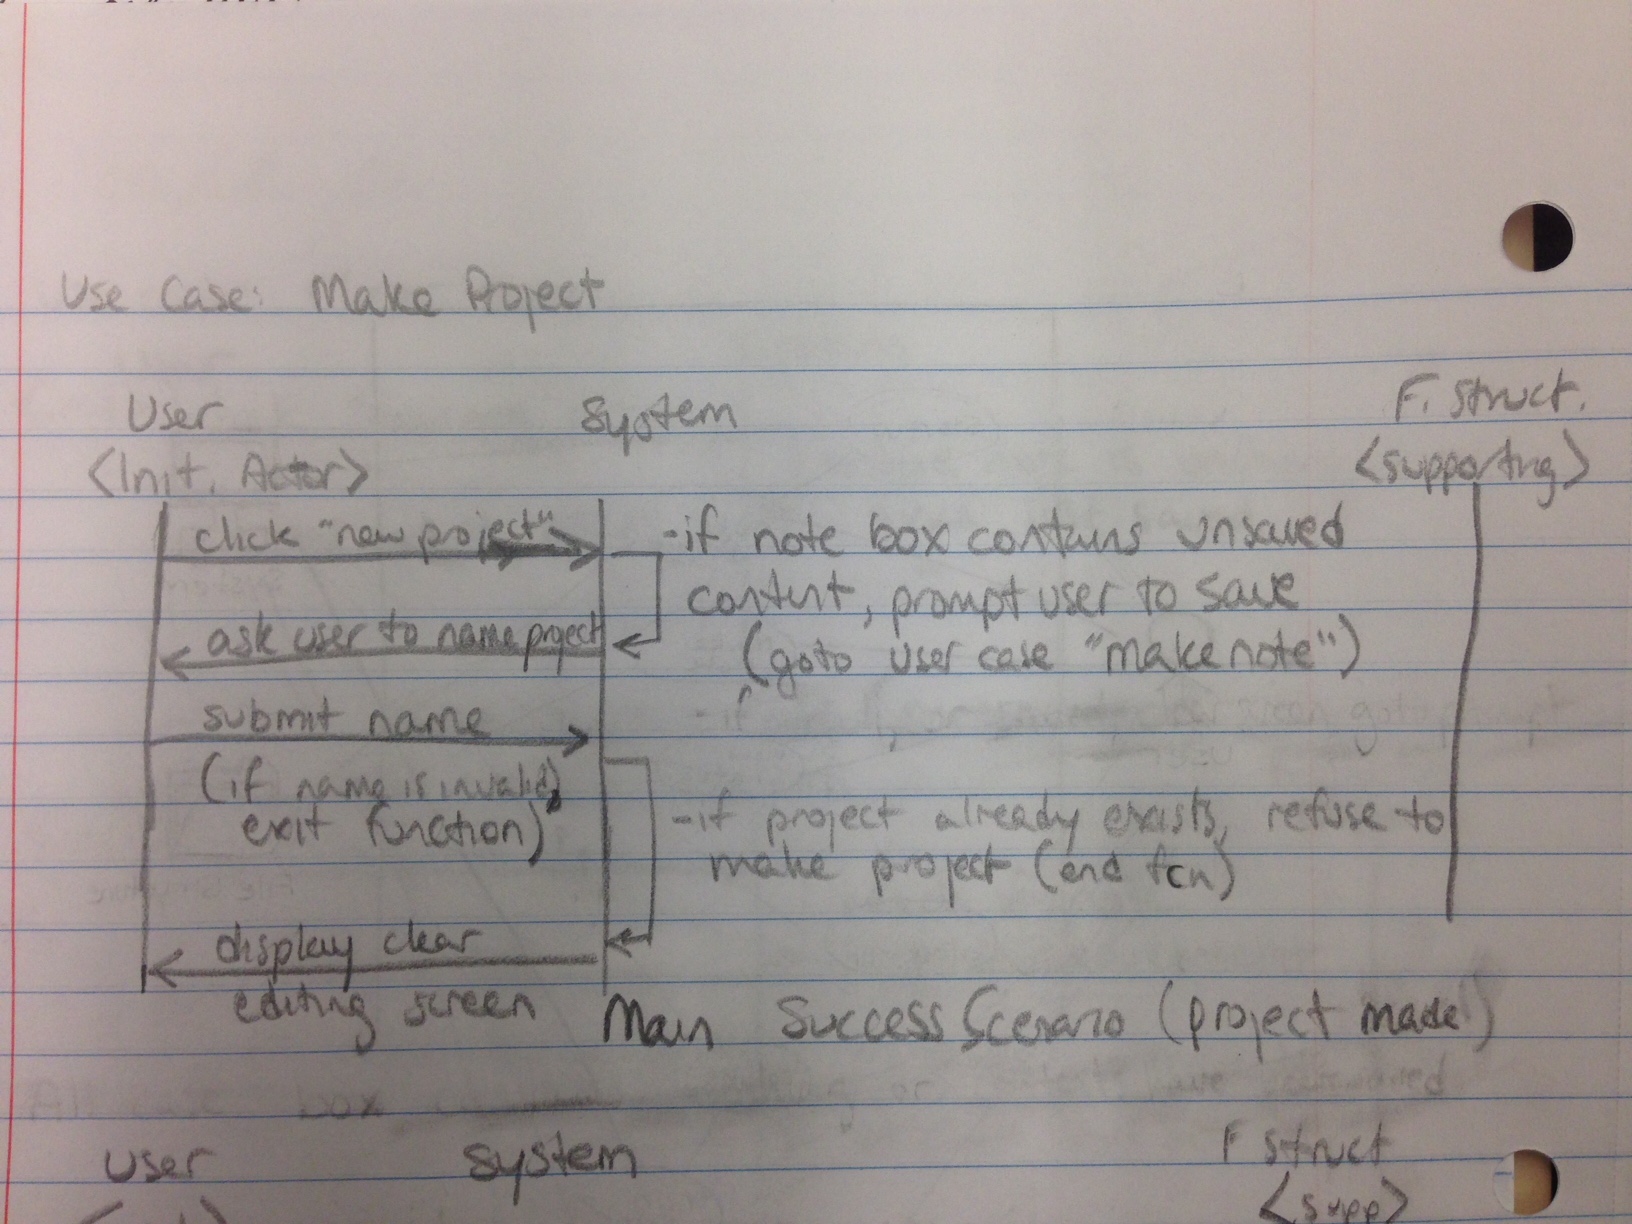 Use Case: Make Project
User System F. Struct.
<Init. Actor> <supporting>
click "new project" -if note box contains unsaved
content, prompt user to save
ask user to name project (goto user case "make note")
submit name
(if name is invalid, exit function)
-if project already exists, refuse to
make project (end fcn)
display clear
editing screen
Main Success Scenario (project made)
User System F Struct
<supp>